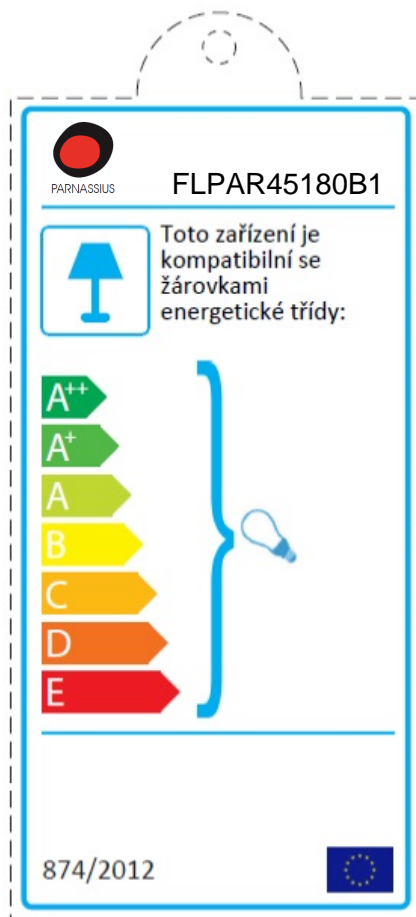 PARNASSIUS
FLPAR45180B1
Toto zařízení je
kompatibilní se
žárovkami
energetické třídy:
A++
A+
A
B
C
D
E
874/2012